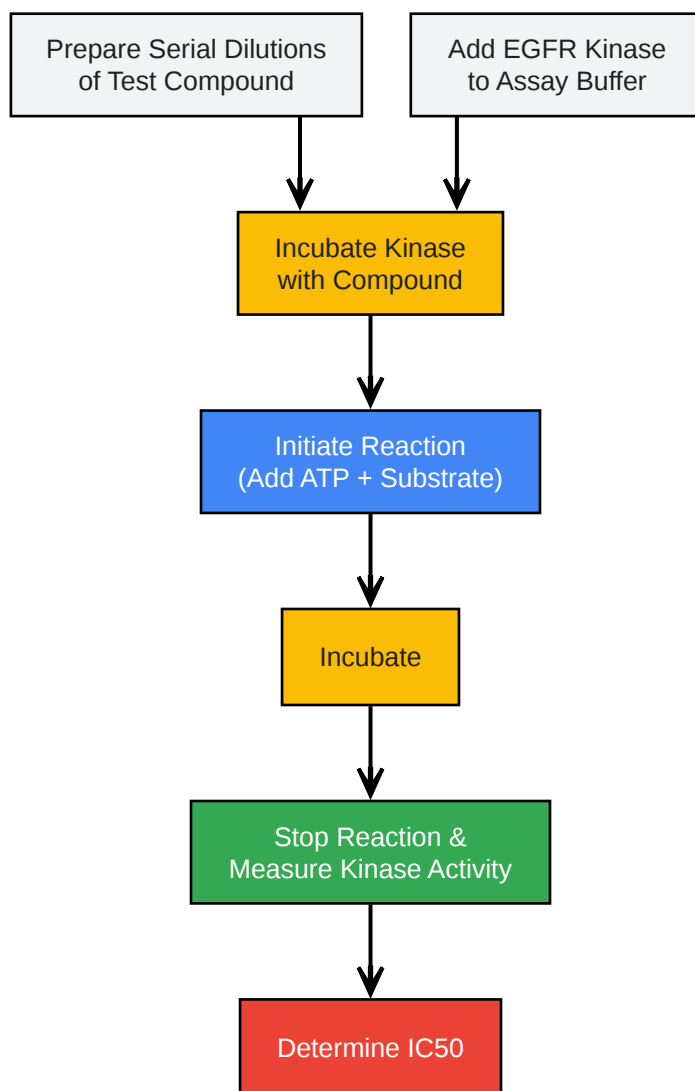 Prepare Serial Dilutions
of Test Compound
Add EGFR Kinase
to Assay Buffer
Incubate Kinase
with Compound
Initiate Reaction
(Add ATP + Substrate)
Incubate
Stop Reaction &
Measure Kinase Activity
Determine IC50